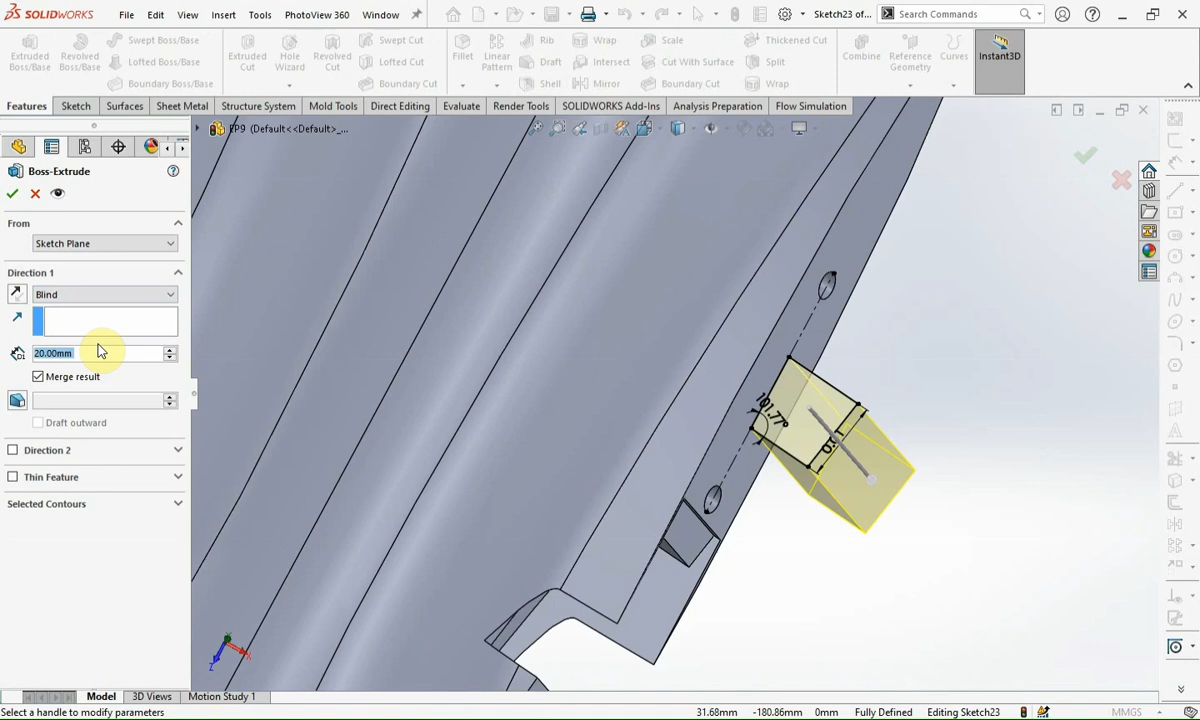 SOLIDWORKS File Edit View Insert Tools PhotoView 360 Window Sketch23 of... Search Commands
Extruded Boss/Base Revolved Boss/Base Swept Boss/Base Lofted Boss/Base Boundary Boss/Base Extruded Cut Hole Wizard Revolved Cut Swept Cut Lofted Cut Boundary Cut Fillet Linear Pattern Rib Draft Shell Wrap Intersect Mirror Scale Cut With Surface Boundary Cut Thickened Cut Split Wrap Combine Reference Geometry Curves Instant3D
Features Sketch Surfaces Sheet Metal Structure System Mold Tools Direct Editing Evaluate Render Tools SOLIDWORKS Add-Ins Analysis Preparation Flow Simulation
EP9 (Default<<Default>_...
Boss-Extrude
From
Sketch Plane
Direction 1
Blind
20.00mm
Merge result
Draft outward
Direction 2
Thin Feature
Selected Contours
101.77°
Model 3D Views Motion Study 1
Select a handle to modify parameters 31.68mm -180.86mm 0mm Fully Defined Editing Sketch23 MMGS